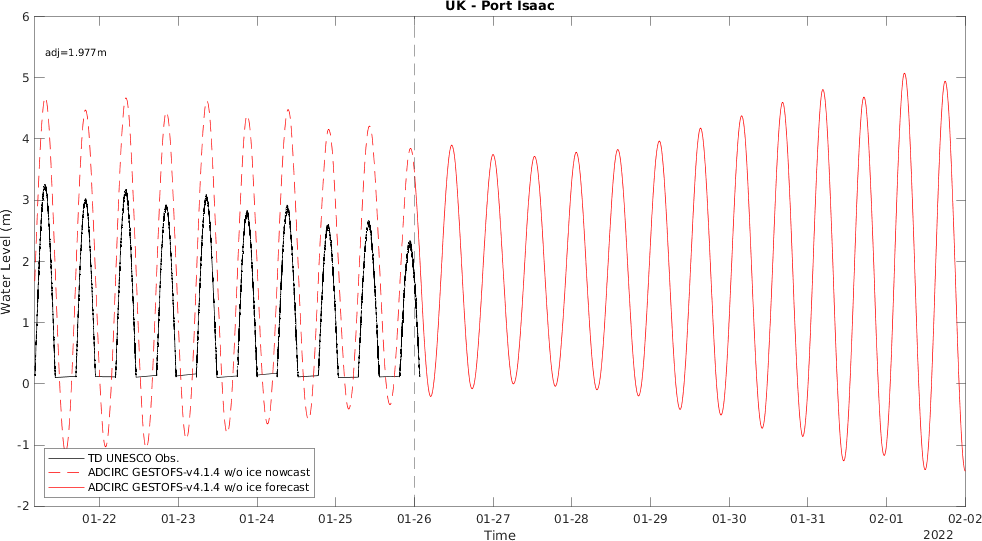 UK - Port Isaac
6
adj=1.977m
5
4
3
2
1
0
-1
-2
Water Level (m)
TD UNESCO Obs.
ADCIRC GESTOFS-v4.1.4 w/o ice nowcast
ADCIRC GESTOFS-v4.1.4 w/o ice forecast
01-22 01-23 01-24 01-25 01-26 01-27 01-28 01-29 01-30 01-31 02-01 02-02
Time
2022